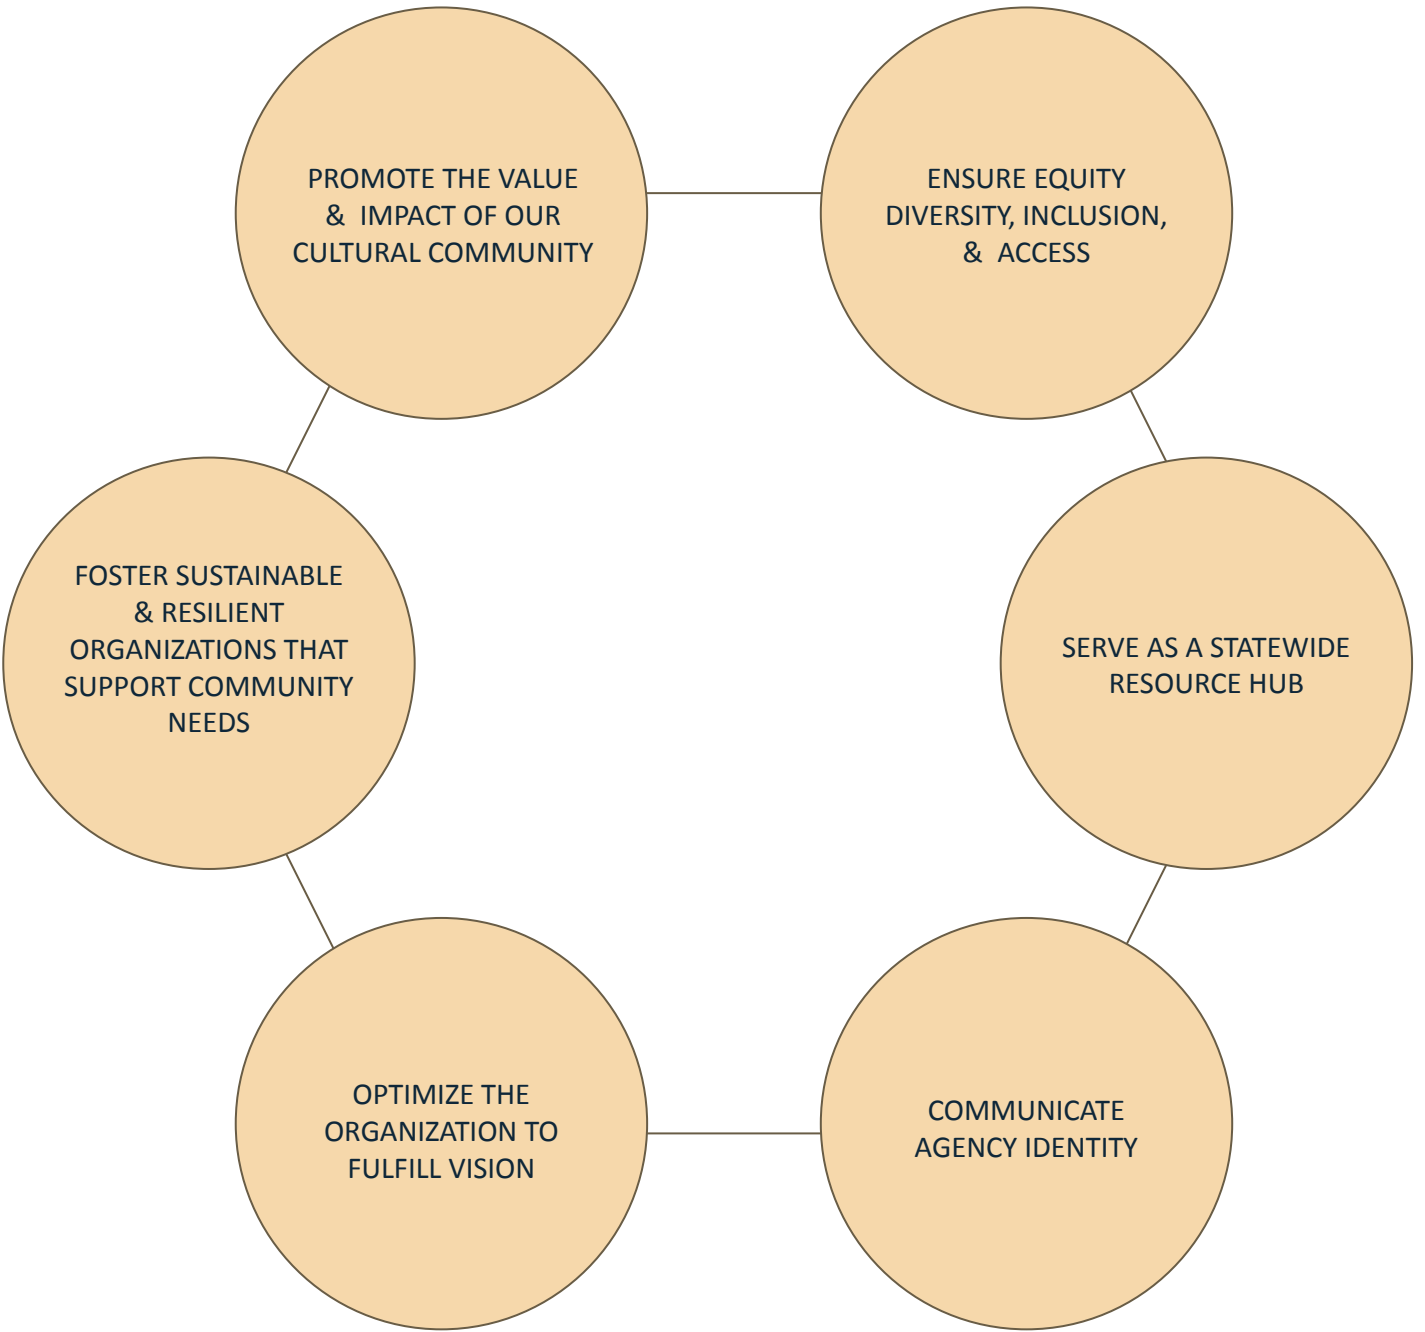 PROMOTE THE VALUE
& IMPACT OF OUR
CULTURAL COMMUNITY
ENSURE EQUITY
DIVERSITY, INCLUSION,
& ACCESS
FOSTER SUSTAINABLE
& RESILIENT
ORGANIZATIONS THAT
SUPPORT COMMUNITY
NEEDS
SERVE AS A STATEWIDE
RESOURCE HUB
OPTIMIZE THE
ORGANIZATION TO
FULFILL VISION
COMMUNICATE
AGENCY IDENTITY